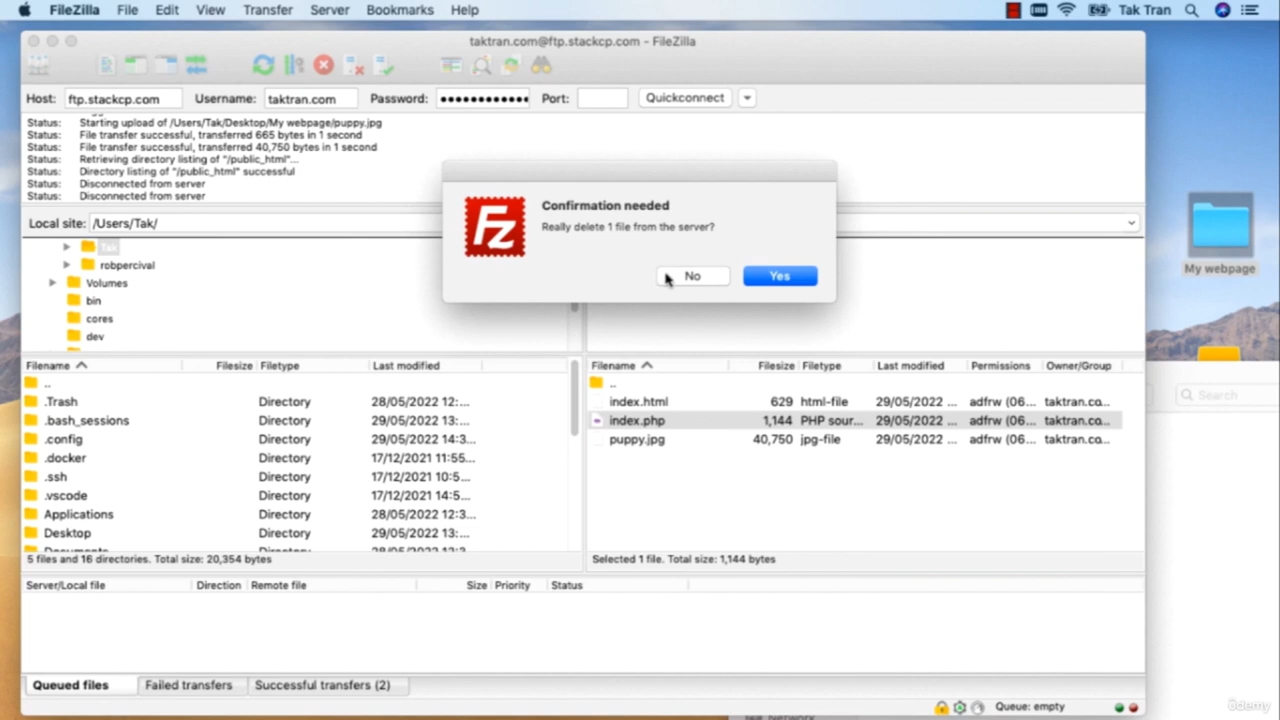 FileZilla File Edit View Transfer Server Bookmarks Help Tak Tran
taktran.com@ftp.stackcp.com - FileZilla
Host: ftp.stackcp.com Username: taktran.com Password: ●●●●●●●●●●●●● Port: Quickconnect
Status: Starting upload of /Users/Tak/Desktop/My webpage/puppy.jpg
Status: File transfer successful, transferred 665 bytes in 1 second
Status: File transfer successful, transferred 40,750 bytes in 1 second
Status: Retrieving directory listing of "/public_html"...
Status: Directory listing of "/public_html" successful
Status: Disconnected from server
Status: Disconnected from server
Fz
Confirmation needed
Really delete 1 file from the server?
No Yes
My webpage
Local site: /Users/Tak/
Tak
robpercival
Volumes
bin
cores
dev
Filename Filesize Filetype Last modified
..
.Trash Directory 28/05/2022 12:...
.bash_sessions Directory 29/05/2022 13:...
.config Directory 29/05/2022 14:3...
.docker Directory 17/12/2021 11:55...
.ssh Directory 17/12/2021 10:5...
.vscode Directory 17/12/2021 14:5...
Applications Directory 28/05/2022 12:3...
Desktop Directory 29/05/2022 13:...
Documents Directory 28/05/2022 12:3...
5 files and 16 directories. Total size: 20,354 bytes
Filename Filesize Filetype Last modified Permissions Owner/Group
..
index.html 629 html-file 29/05/2022 ... adfrw (06... taktran.co...
index.php 1,144 PHP sour... 29/05/2022 ... adfrw (06... taktran.co...
puppy.jpg 40,750 jpg-file 29/05/2022 ... adfrw (06... taktran.co...
Selected 1 file. Total size: 1,144 bytes
Search
Server/Local file Direction Remote file Size Priority Status
Queued files Failed transfers Successful transfers (2)
Queue: empty
ûdemy